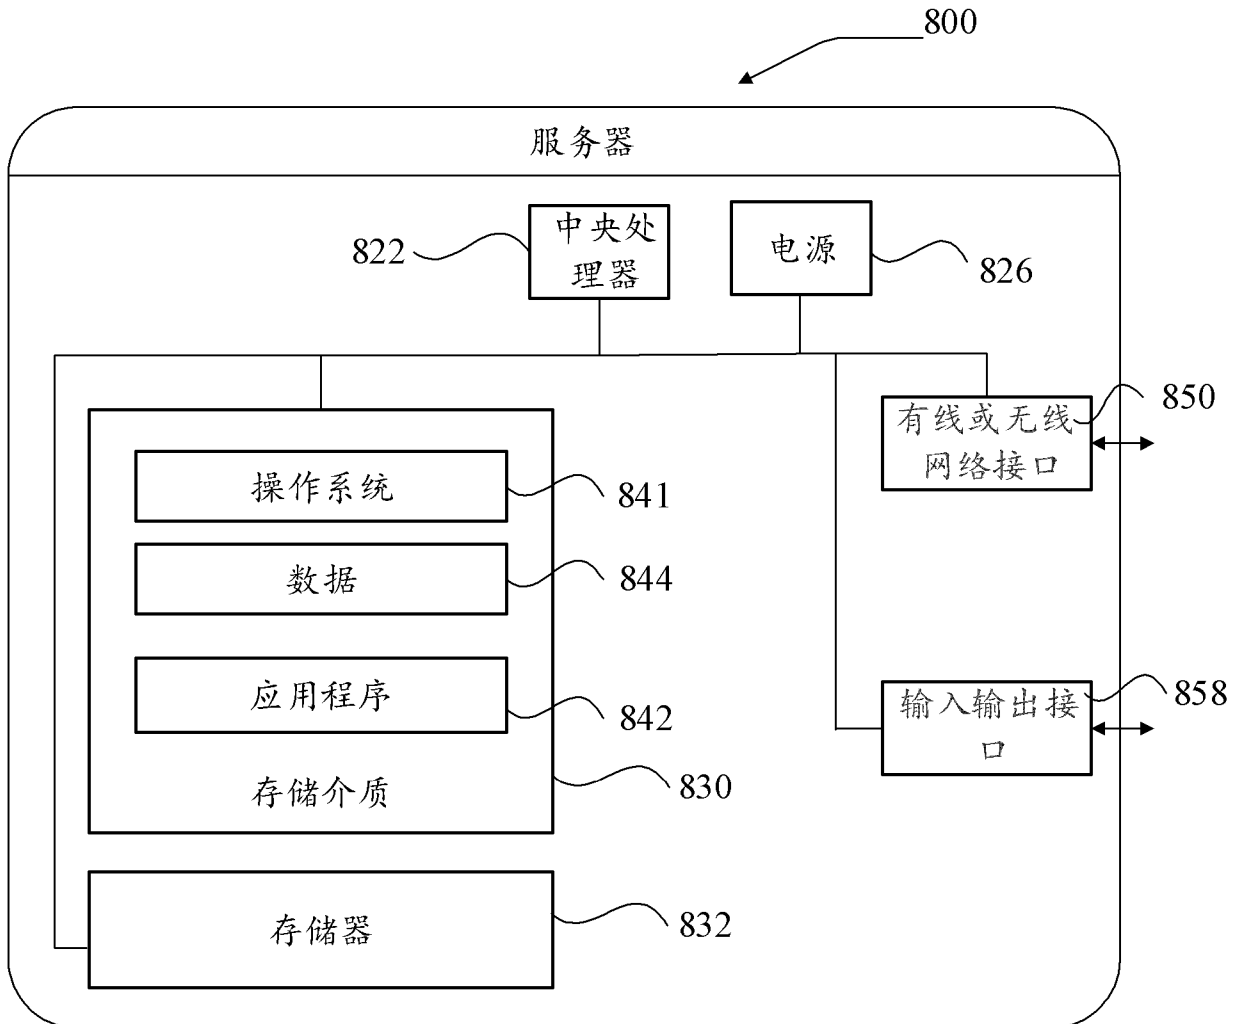 800
服务器
中央处
理器
822
电源
826
有线或无线
网络接口
850
操作系统
841
数据
844
应用程序
842
存储介质
830
输入输出接
口
858
存储器
832